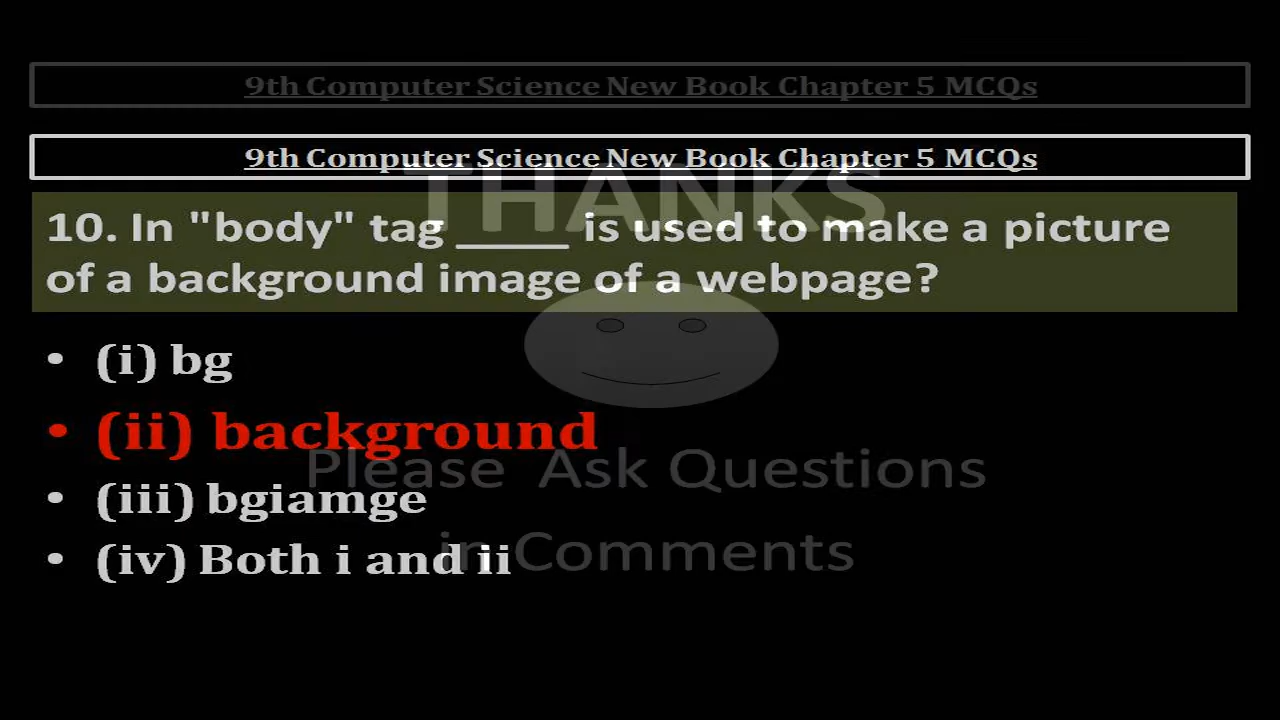 9th Computer Science New Book Chapter 5 MCQs
9th Computer Science New Book Chapter 5 MCQs
THANKS
10. In "body" tag _____ is used to make a picture
of a background image of a webpage?
• (i) bg
• (ii) background
Please Ask Questions
• (iii) bgiamge
in Comments
• (iv) Both i and ii